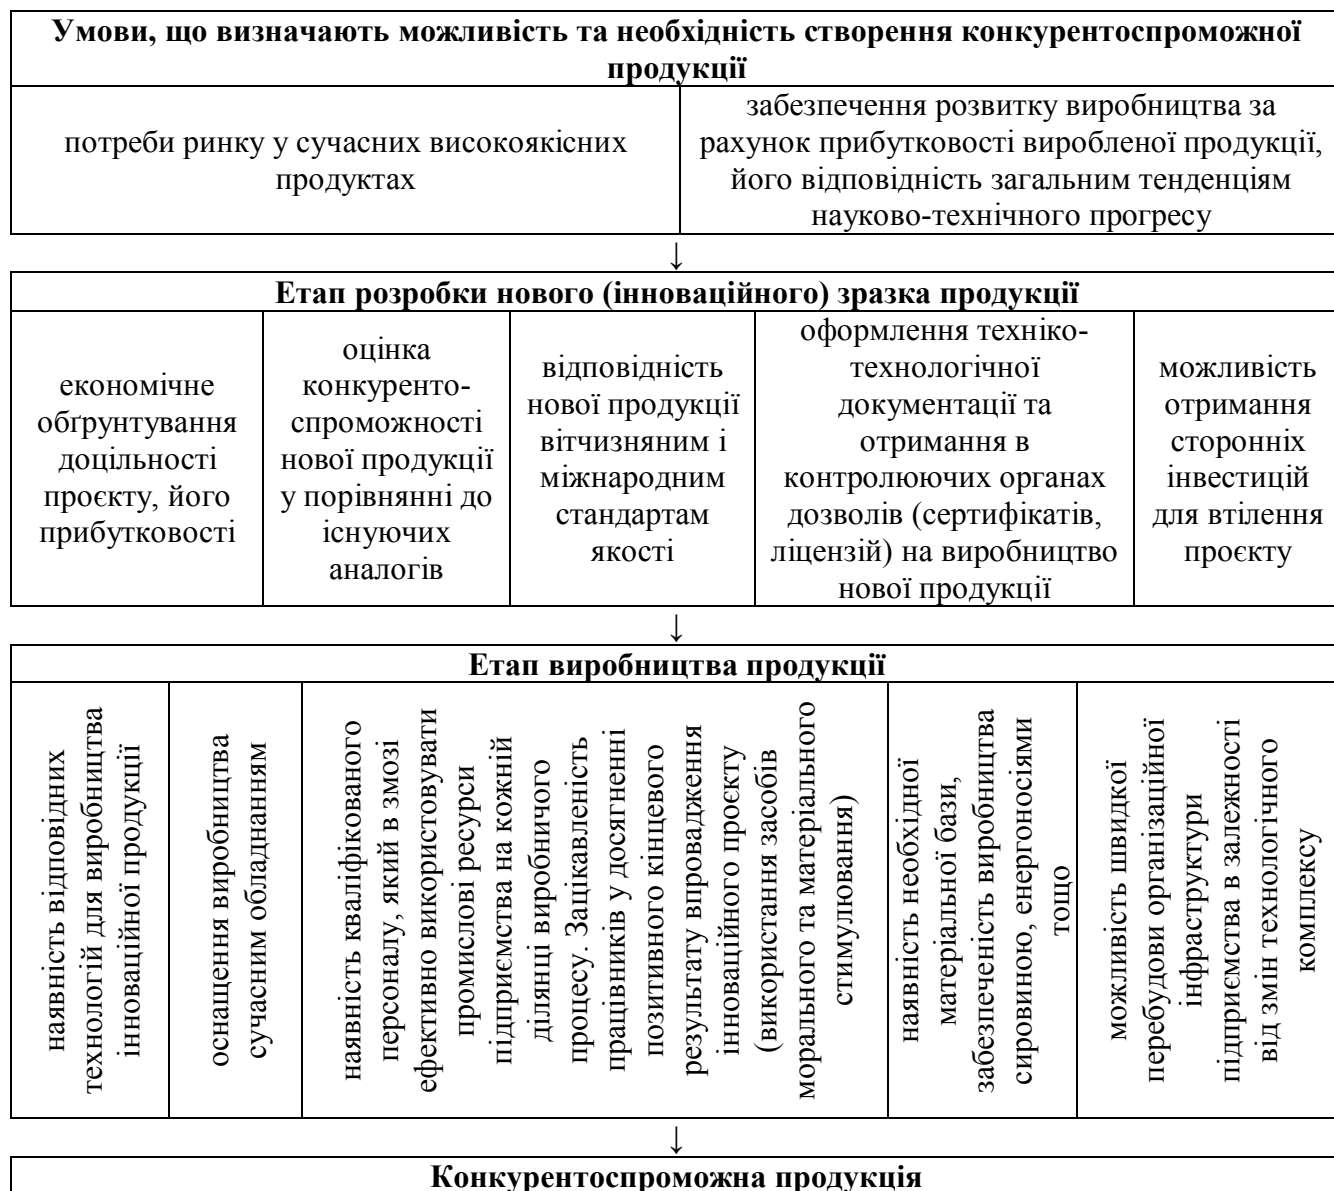 Умови, що визначають можливість та необхідність створення конкурентоспроможної
продукції
потреби ринку у сучасних високоякісних
продуктах
забезпечення розвитку виробництва за
рахунок прибутковості виробленої продукції,
його відповідність загальним тенденціям
науково-технічного прогресу
↓
Етап розробки нового (інноваційного) зразка продукції
економічне
обґрунтування
доцільності
проєкту, його
прибутковості
оцінка
конкуренто-
спроможності
нової продукції
у порівнянні до
існуючих
аналогів
відповідність
нової продукції
вітчизняним і
міжнародним
стандартам
якості
оформлення техніко-
технологічної
документації та
отримання в
контролюючих органах
дозволів (сертифікатів,
ліцензій) на виробництво
нової продукції
можливість
отримання
сторонніх
інвестицій
для втілення
проєкту
↓
Етап виробництва продукції
наявність відповідних
технологій для виробництва
інноваційної продукції
оснащення виробництва
сучасним обладнанням
наявність кваліфікованого
персоналу, який в змозі
ефективно використовувати
промислові ресурси
підприємства на кожній
ділянці виробничого
процесу. Зацікавленість
працівників у досягненні
позитивного кінцевого
результату впровадження
інноваційного проєкту
(використання засобів
морального та матеріального
стимулювання)
наявність необхідної
матеріальної бази,
забезпеченість виробництва
сировиною, енергоносіями
тощо
можливість швидкої
перебудови організаційної
інфраструктури
підприємства в залежності
від змін технологічного
комплексу
↓
Конкурентоспроможна продукція